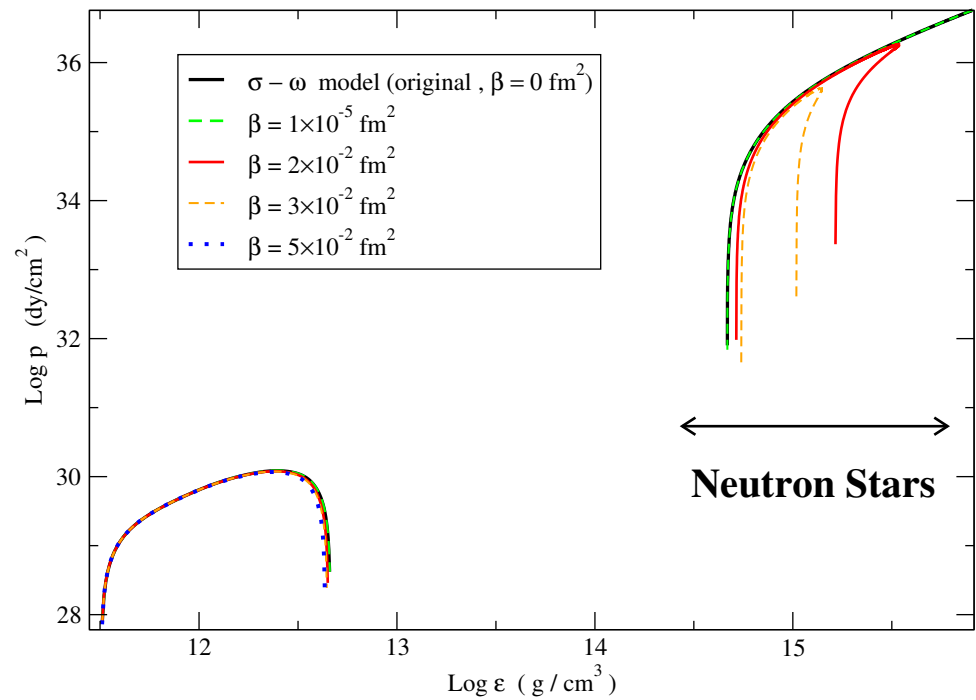 σ − ω model (original , β = 0 fm²)
β = 1×10⁻⁵ fm²
β = 2×10⁻² fm²
β = 3×10⁻² fm²
β = 5×10⁻² fm²
36
34
32
30
28
Log p (dy/cm²)
Neutron Stars
12 13 14 15
Log ε ( g / cm³ )